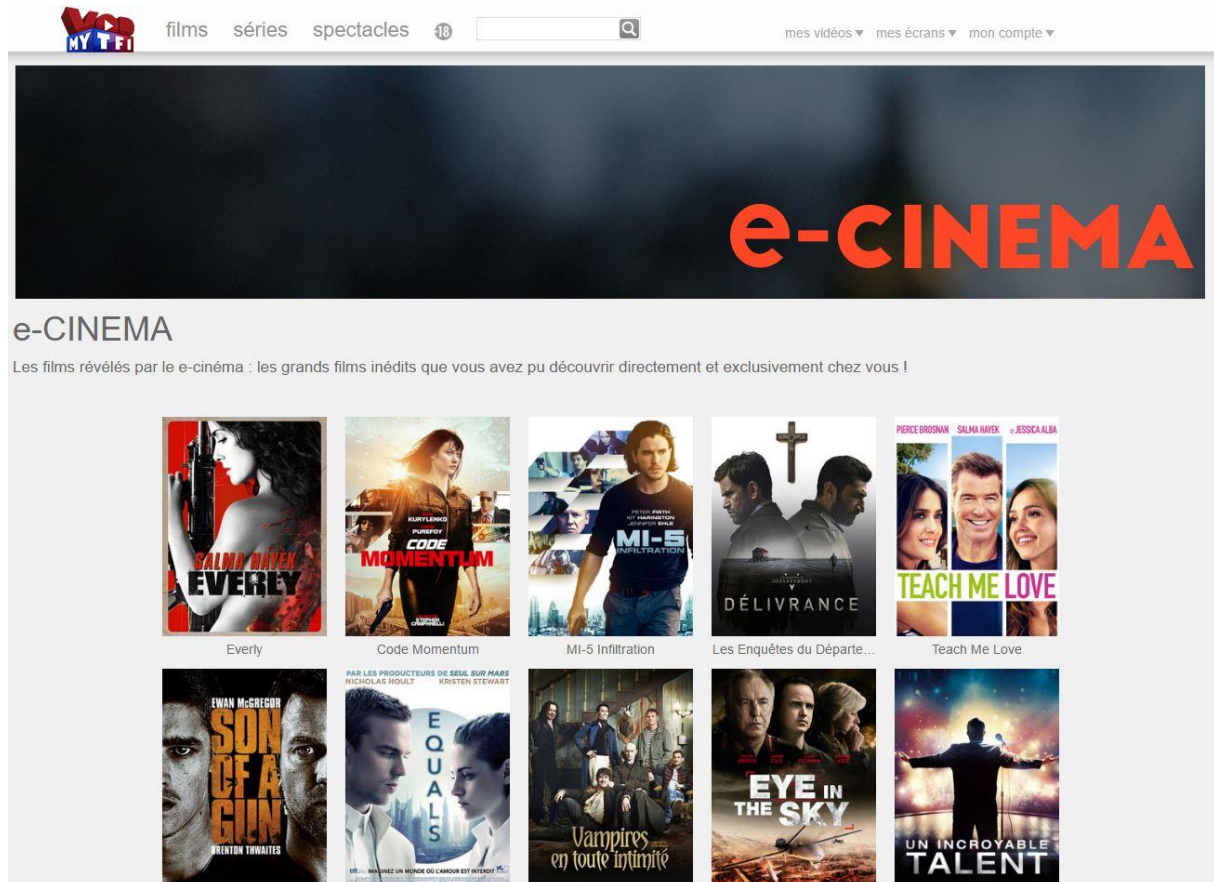 VOD
MYTF1
films séries spectacles -18
mes vidéos mes écrans mon compte
e-CINEMA
e-CINEMA
Les films révélés par le e-cinéma : les grands films inédits que vous avez pu découvrir directement et exclusivement chez vous !
SALMA HAYEK
EVERLY
KURYLENKO
PUREFOY
CODE
MOMENTUM
STEPHEN
CAMPANELLI
PETER FIRTH
KIT HARINGTON
JENNIFER EHLE
MI-5
INFILTRATION
DÉLIVRANCE
PIERCE BROSNAN SALMA HAYEK ET JESSICA ALBA
TEACH ME LOVE
Everly
Code Momentum
MI-5 Infiltration
Les Enquêtes du Départe...
Teach Me Love
EWAN McGREGOR
SON
OF A
GUN
BRENTON THWAITES
PAR LES PRODUCTEURS DE SEUL SUR MARS
NICHOLAS HOULT KRISTEN STEWART
EQUALS
IMAGINEZ UN MONDE OÙ L'AMOUR EST INTERDIT
Vampires
en toute intimité
EYE IN
THE SKY
UN INCROYABLE
TALENT